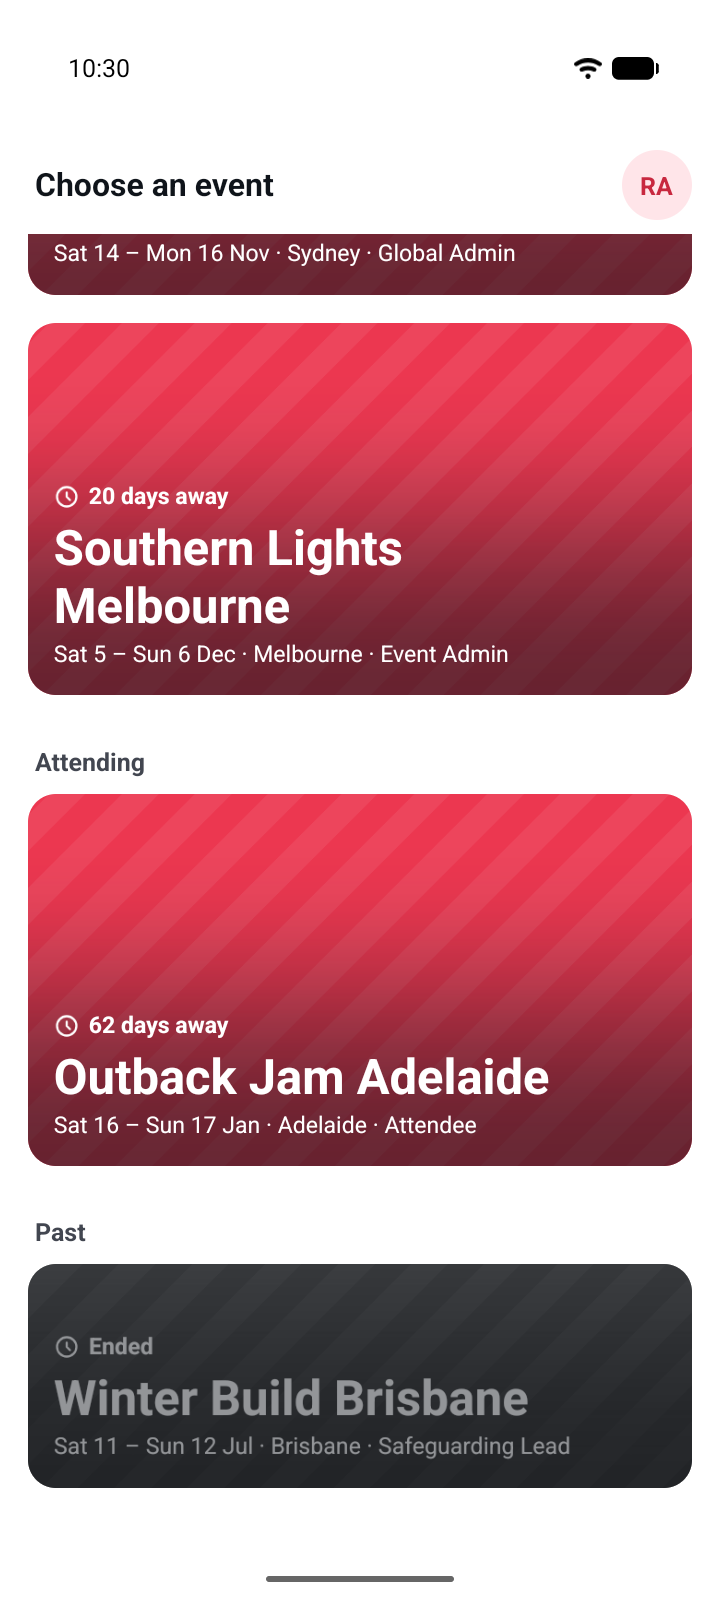 10:30
Choose an event
RA
Sat 14 – Mon 16 Nov · Sydney · Global Admin
20 days away
Southern Lights
Melbourne
Sat 5 – Sun 6 Dec · Melbourne · Event Admin
Attending
62 days away
Outback Jam Adelaide
Sat 16 – Sun 17 Jan · Adelaide · Attendee
Past
Ended
Winter Build Brisbane
Sat 11 – Sun 12 Jul · Brisbane · Safeguarding Lead